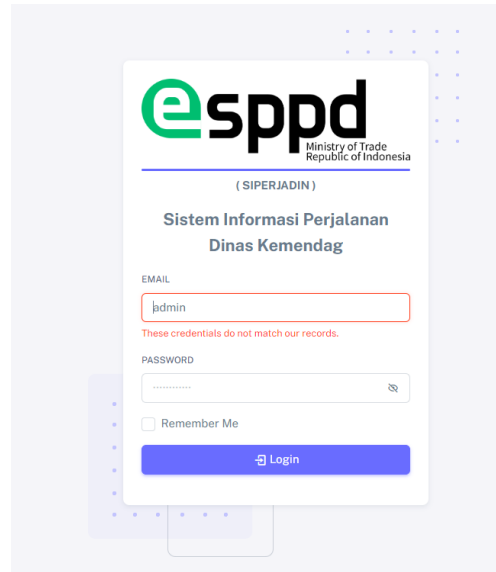 esppd
Ministry of Trade
Republic of Indonesia
( SIPERJADIN )
Sistem Informasi Perjalanan
Dinas Kemendag
EMAIL
admin
These credentials do not match our records.
PASSWORD
············
Remember Me
Login